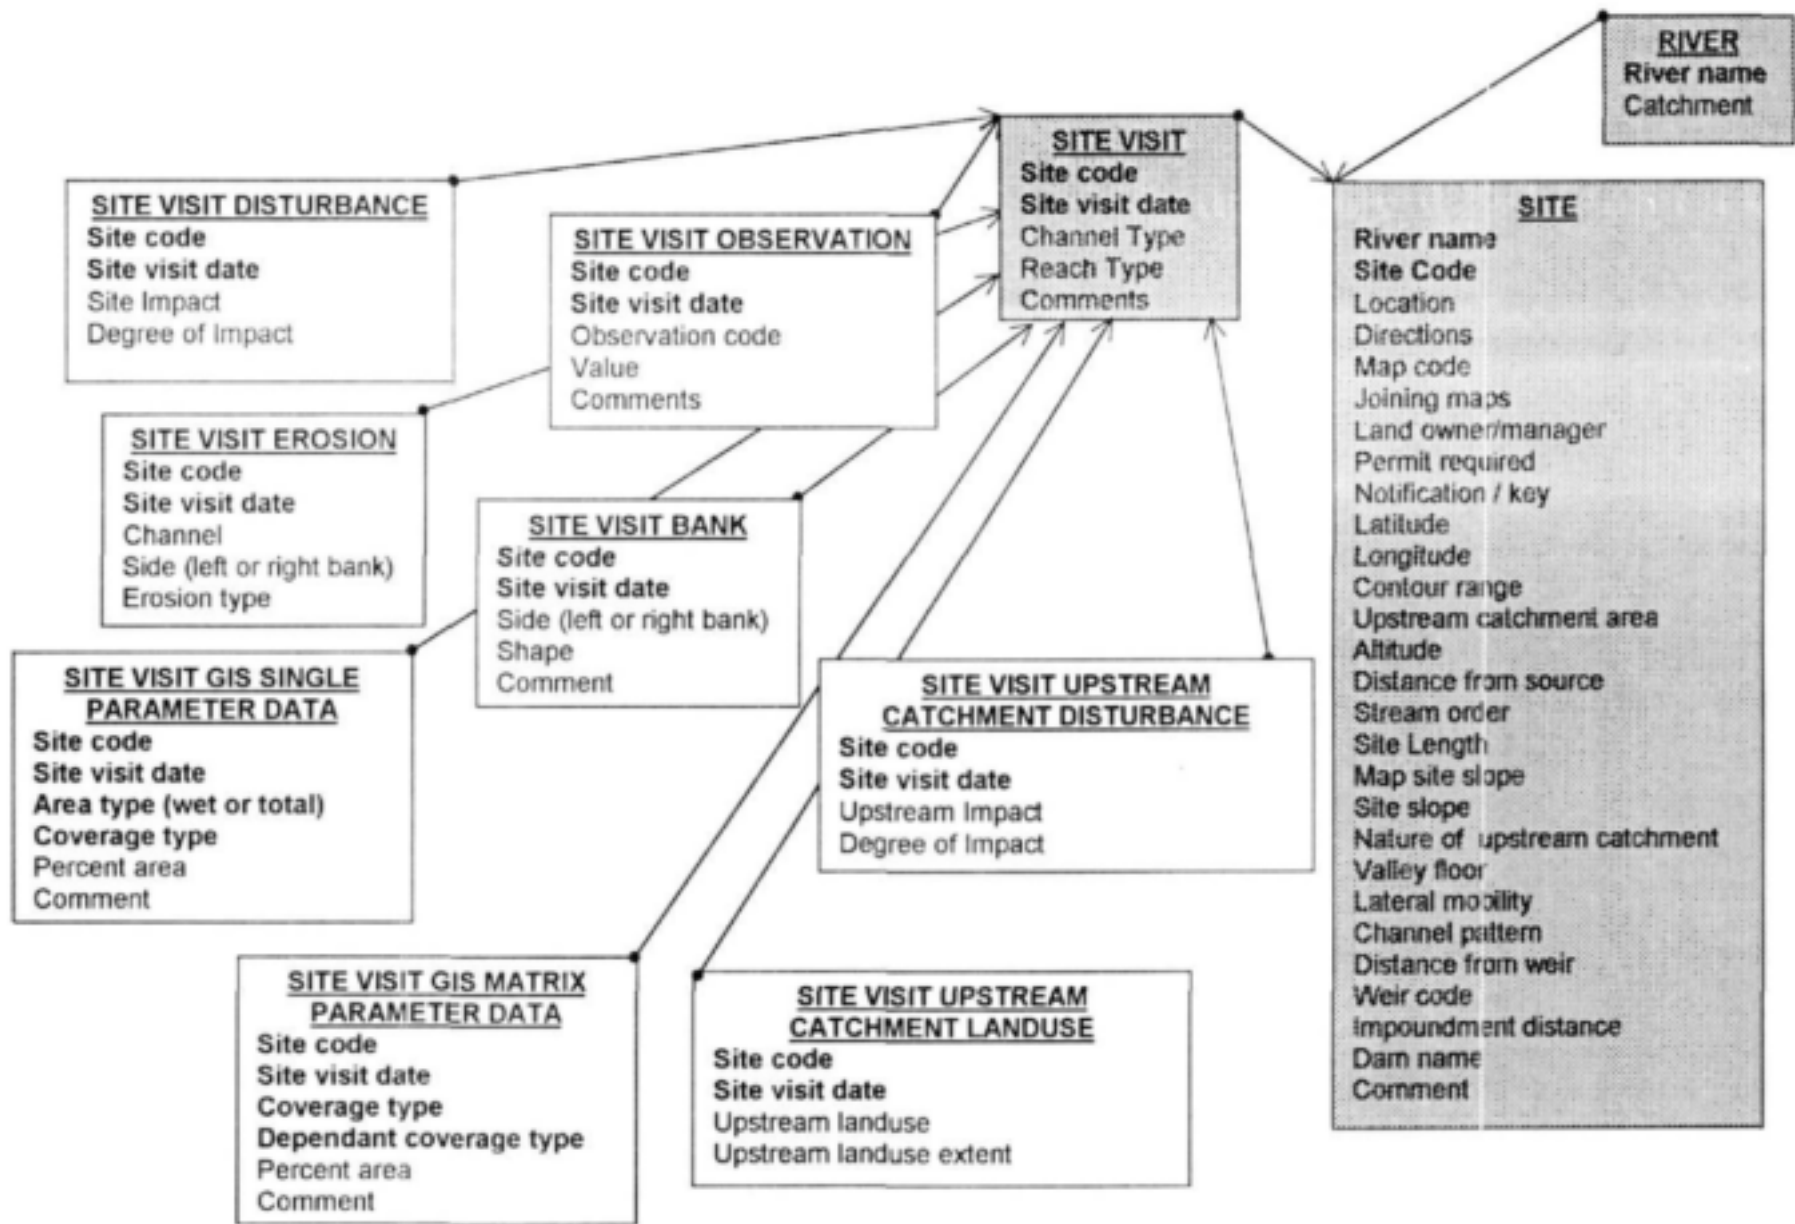 RIVER
River name
Catchment
SITE VISIT
Site code
Site visit date
Channel Type
Reach Type
Comments
SITE VISIT DISTURBANCE
Site code
Site visit date
Site Impact
Degree of Impact
SITE VISIT OBSERVATION
Site code
Site visit date
Observation code
Value
Comments
SITE
River name
Site Code
Location
Directions
Map code
Joining maps
Land owner/manager
Permit required
Notification / key
Latitude
Longitude
Contour range
Upstream catchment area
Altitude
Distance from source
Stream order
Site Length
Map site slope
Site slope
Nature of upstream catchment
Valley floor
Lateral mobility
Channel pattern
Distance from weir
Weir code
Impoundment distance
Dam name
Comment
SITE VISIT EROSION
Site code
Site visit date
Channel
Side (left or right bank)
Erosion type
SITE VISIT BANK
Site code
Site visit date
Side (left or right bank)
Shape
Comment
SITE VISIT GIS SINGLE
PARAMETER DATA
Site code
Site visit date
Area type (wet or total)
Coverage type
Percent area
Comment
SITE VISIT UPSTREAM
CATCHMENT DISTURBANCE
Site code
Site visit date
Upstream Impact
Degree of Impact
SITE VISIT GIS MATRIX
PARAMETER DATA
Site code
Site visit date
Coverage type
Dependant coverage type
Percent area
Comment
SITE VISIT UPSTREAM
CATCHMENT LANDUSE
Site code
Site visit date
Upstream landuse
Upstream landuse extent